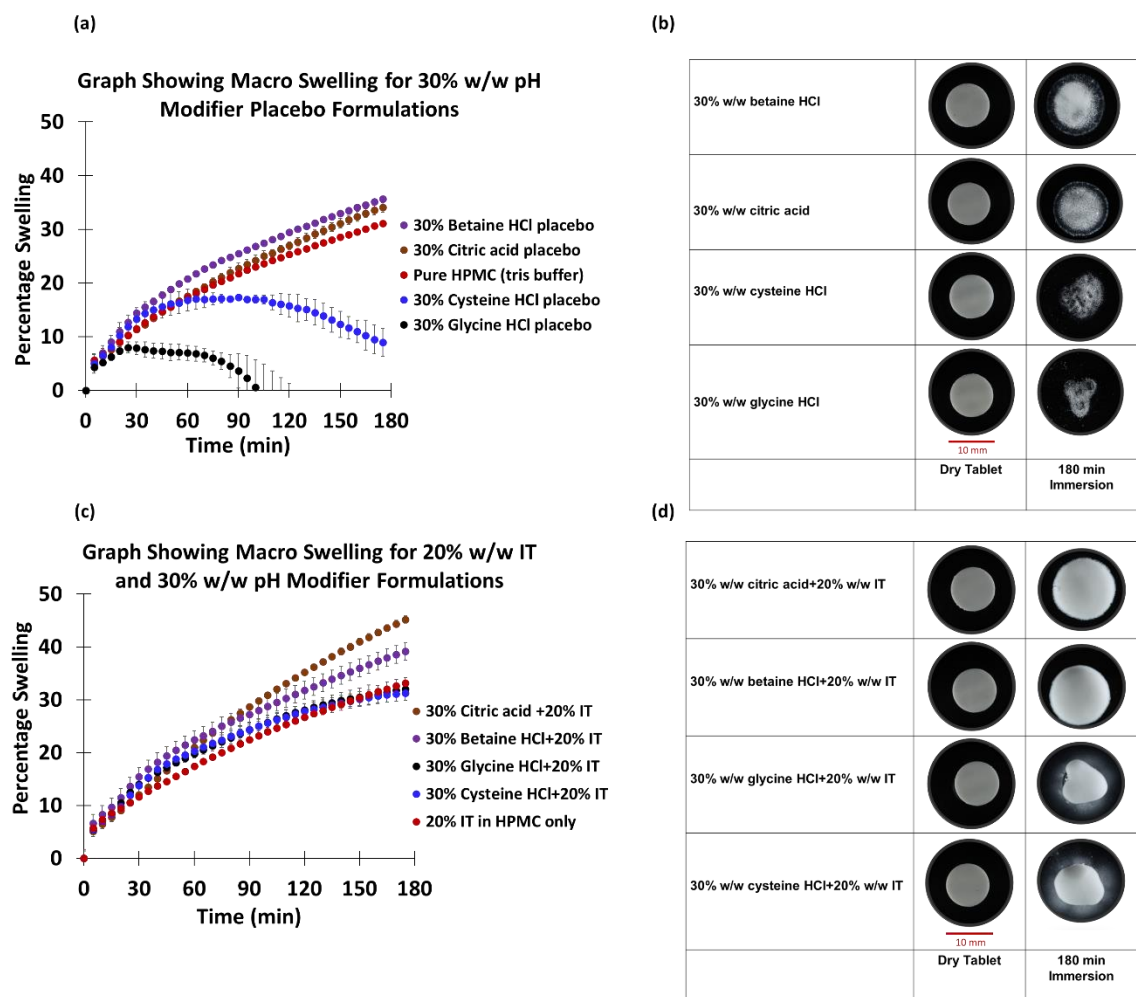 (a)
Graph Showing Macro Swelling for 30% w/w pH
Modifier Placebo Formulations
Percentage Swelling
50
40
30
20
10
0
0 30 60 90 120 150 180
Time (min)
30% Betaine HCl placebo
30% Citric acid placebo
Pure HPMC (tris buffer)
30% Cysteine HCl placebo
30% Glycine HCl placebo
(b)
30% w/w betaine HCl
30% w/w citric acid
30% w/w cysteine HCl
30% w/w glycine HCl
10 mm
Dry Tablet
180 min
Immersion
(c)
Graph Showing Macro Swelling for 20% w/w IT
and 30% w/w pH Modifier Formulations
Percentage Swelling
50
40
30
20
10
0
0 30 60 90 120 150 180
Time (min)
30% Citric acid +20% IT
30% Betaine HCl+20% IT
30% Glycine HCl+20% IT
30% Cysteine HCl+20% IT
20% IT in HPMC only
(d)
30% w/w citric acid+20% w/w IT
30% w/w betaine HCl+20% w/w IT
30% w/w glycine HCl+20% w/w IT
30% w/w cysteine HCl+20% w/w IT
10 mm
Dry Tablet
180 min
Immersion